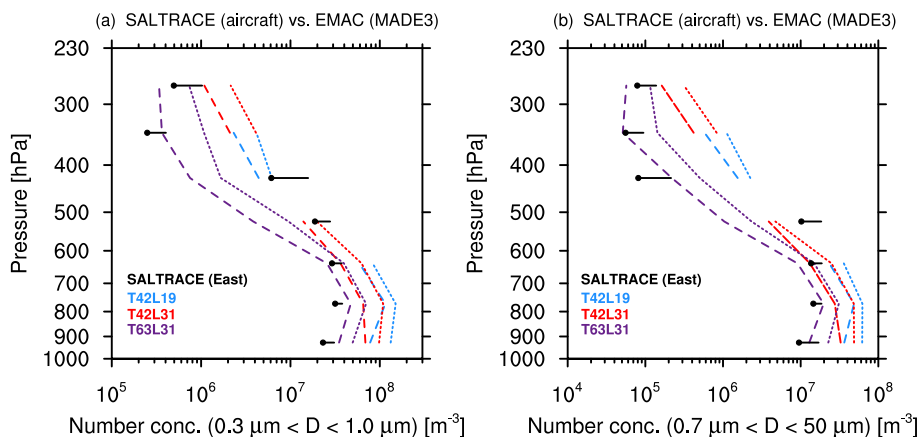 (a) SALTRACE (aircraft) vs. EMAC (MADE3)
230
300
400
500
600
700
800
900
1000
Pressure [hPa]
SALTRACE (East)
T42L19
T42L31
T63L31
10^5 10^6 10^7 10^8
Number conc. (0.3 μm < D < 1.0 μm) [m^-3]
(b) SALTRACE (aircraft) vs. EMAC (MADE3)
230
300
400
500
600
700
800
900
1000
Pressure [hPa]
SALTRACE (East)
T42L19
T42L31
T63L31
10^4 10^5 10^6 10^7 10^8
Number conc. (0.7 μm < D < 50 μm) [m^-3]